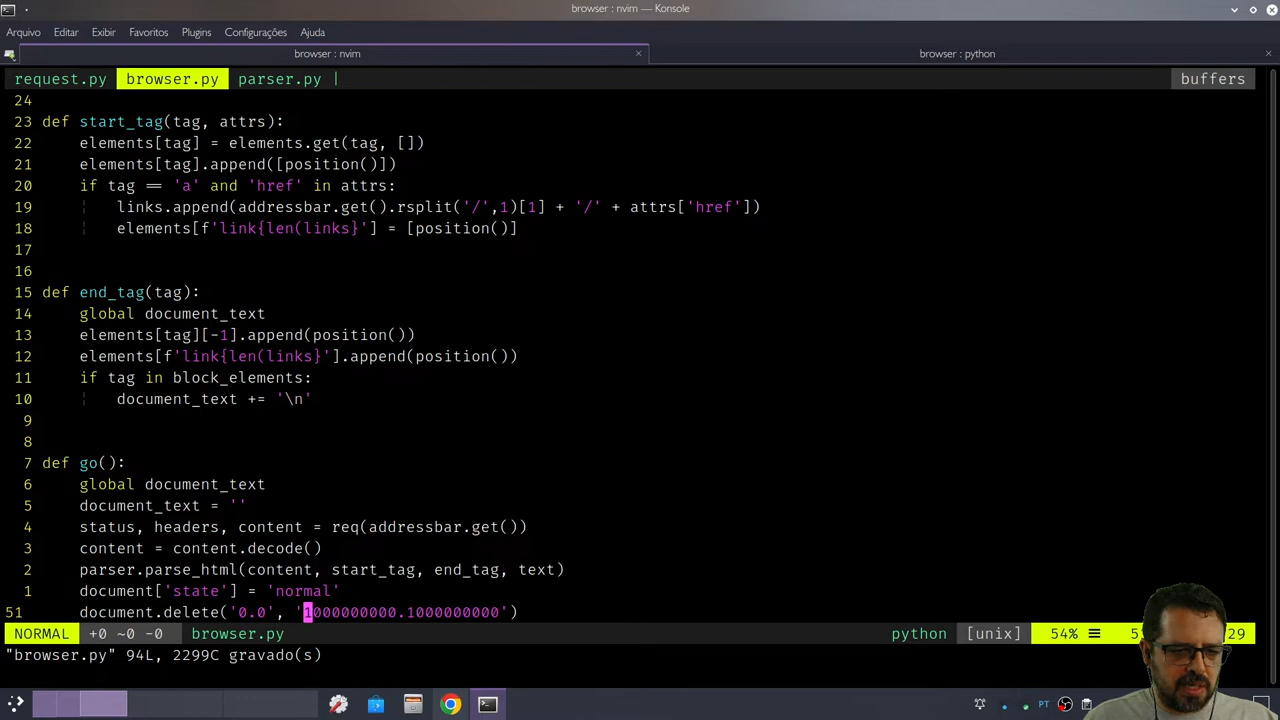 browser : nvim — Konsole
Arquivo Editar Exibir Favoritos Plugins Configurações Ajuda
browser : nvim browser : python
request.py browser.py parser.py | buffers
24
23 def start_tag(tag, attrs):
22 elements[tag] = elements.get(tag, [])
21 elements[tag].append([position()])
20 if tag == 'a' and 'href' in attrs:
19 links.append(addressbar.get().rsplit('/',1)[1] + '/' + attrs['href'])
18 elements[f'link{len(links}'] = [position()]
17
16
15 def end_tag(tag):
14 global document_text
13 elements[tag][-1].append(position())
12 elements[f'link{len(links}'].append(position())
11 if tag in block_elements:
10 document_text += '\n'
9
8
7 def go():
6 global document_text
5 document_text = ''
4 status, headers, content = req(addressbar.get())
3 content = content.decode()
2 parser.parse_html(content, start_tag, end_tag, text)
1 document['state'] = 'normal'
51 document.delete('0.0', '1000000000.1000000000')
NORMAL +0 ~0 -0 browser.py python [unix] 54% 29
"browser.py" 94L, 2299C gravado(s)
PT